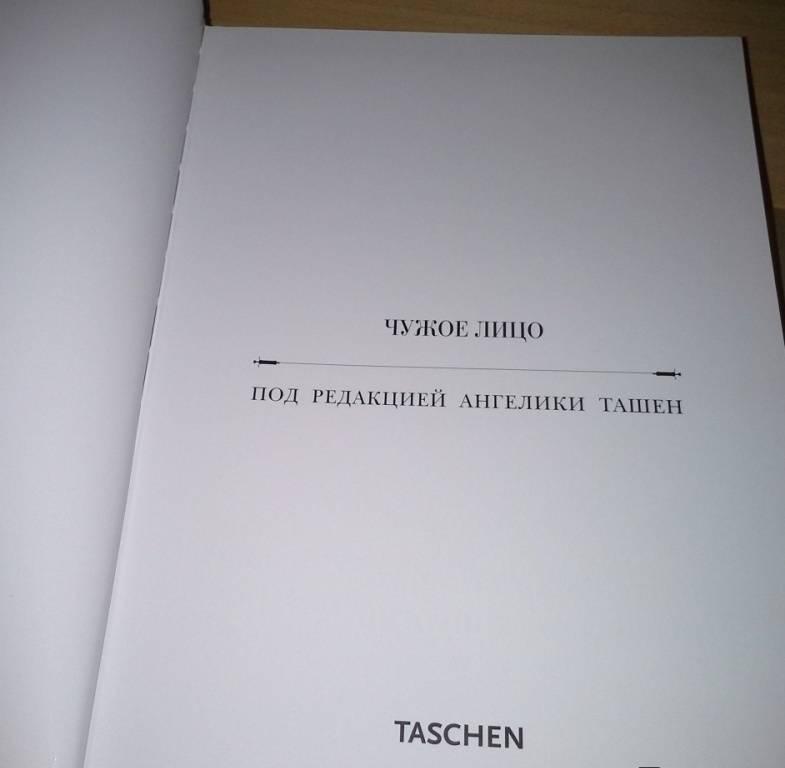 ЧУЖОЕ ЛИЦО
ПОД РЕДАКЦИЕЙ АНГЕЛИКИ ТАШЕН
TASCHEN